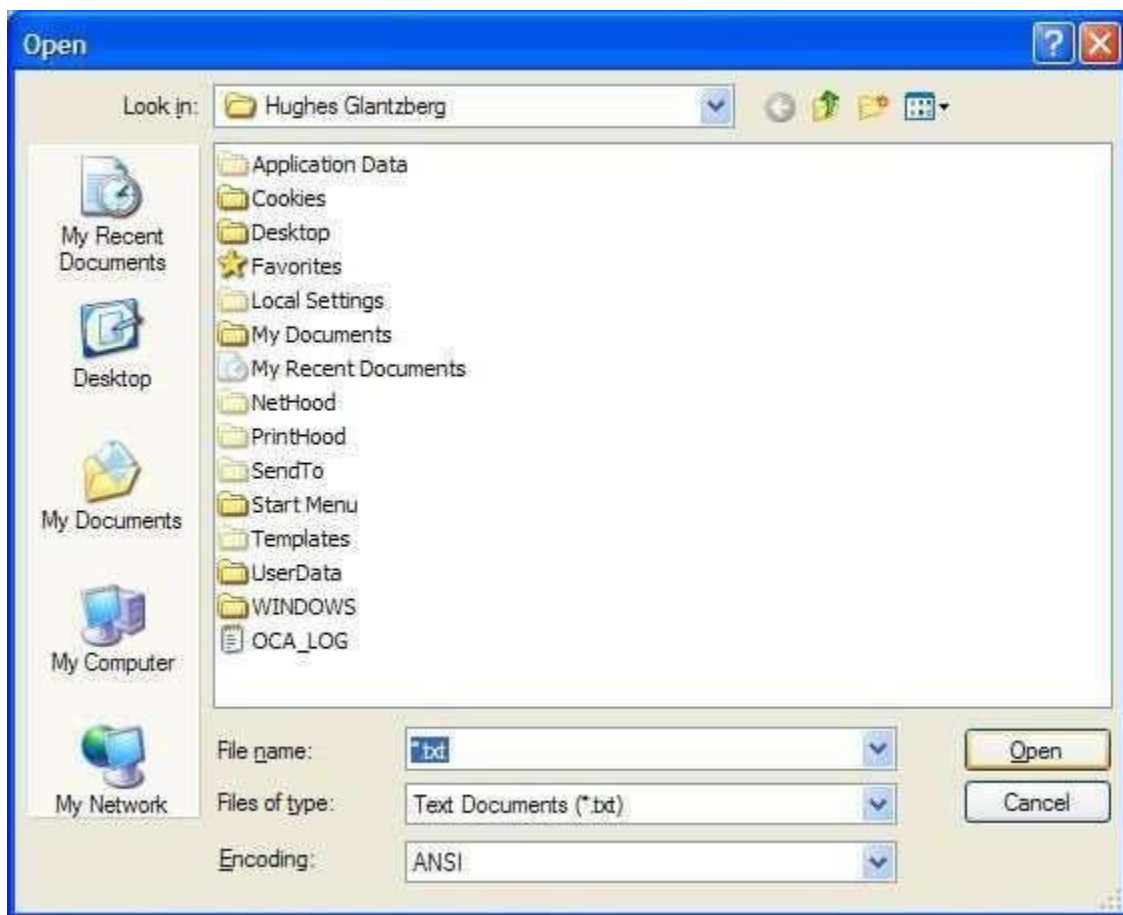 Open
Look in: Hughes Glantzberg
My Recent Documents
Desktop
My Documents
My Computer
My Network
Application Data
Cookies
Desktop
Favorites
Local Settings
My Documents
My Recent Documents
NetHood
PrintHood
SendTo
Start Menu
Templates
UserData
WINDOWS
OCA_LOG
File name: *.txt
Open
Files of type: Text Documents (*.txt)
Cancel
Encoding: ANSI